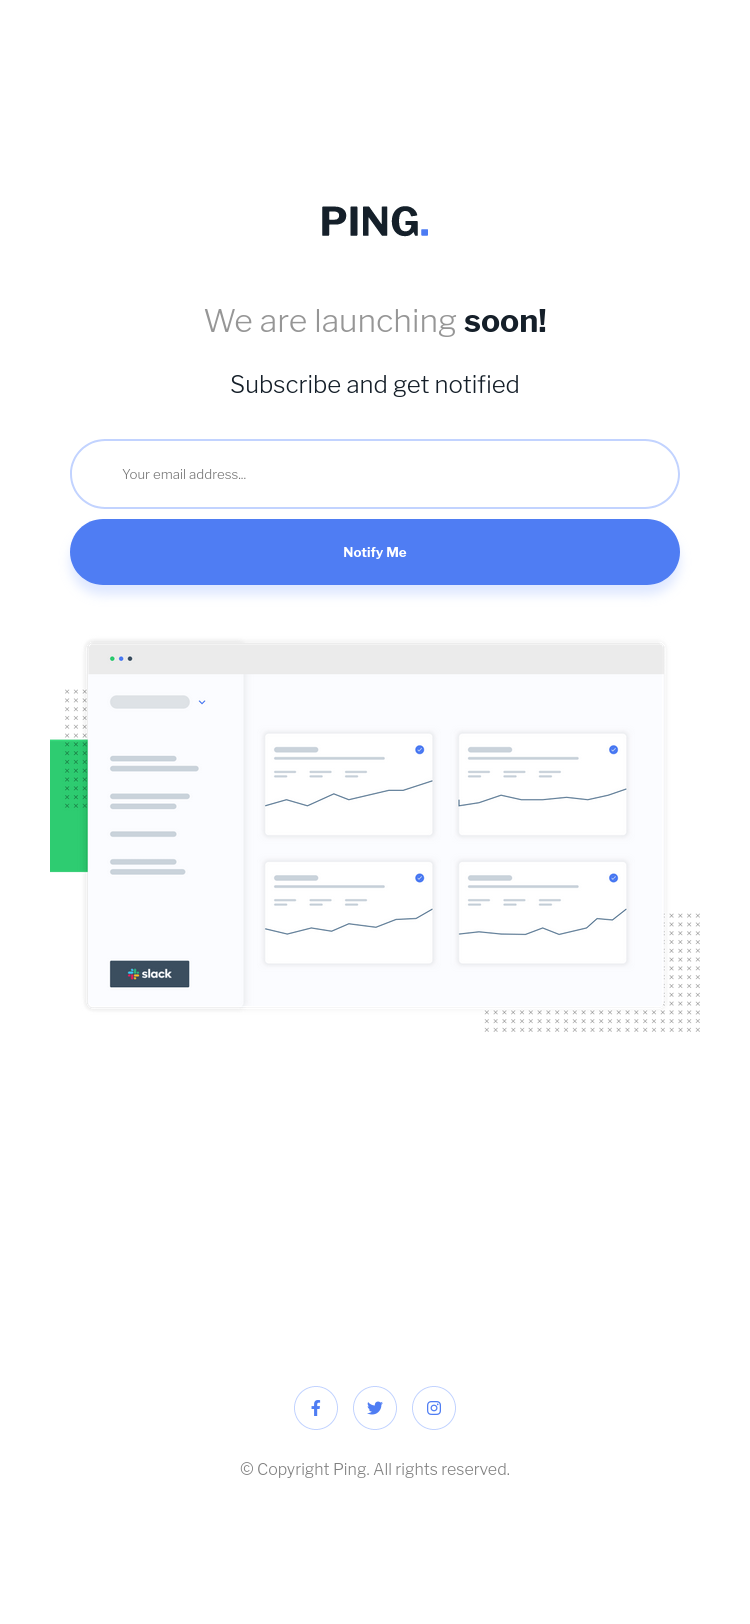 PING.
We are launching soon!
Subscribe and get notified
Your email address...
Notify Me
slack
© Copyright Ping. All rights reserved.